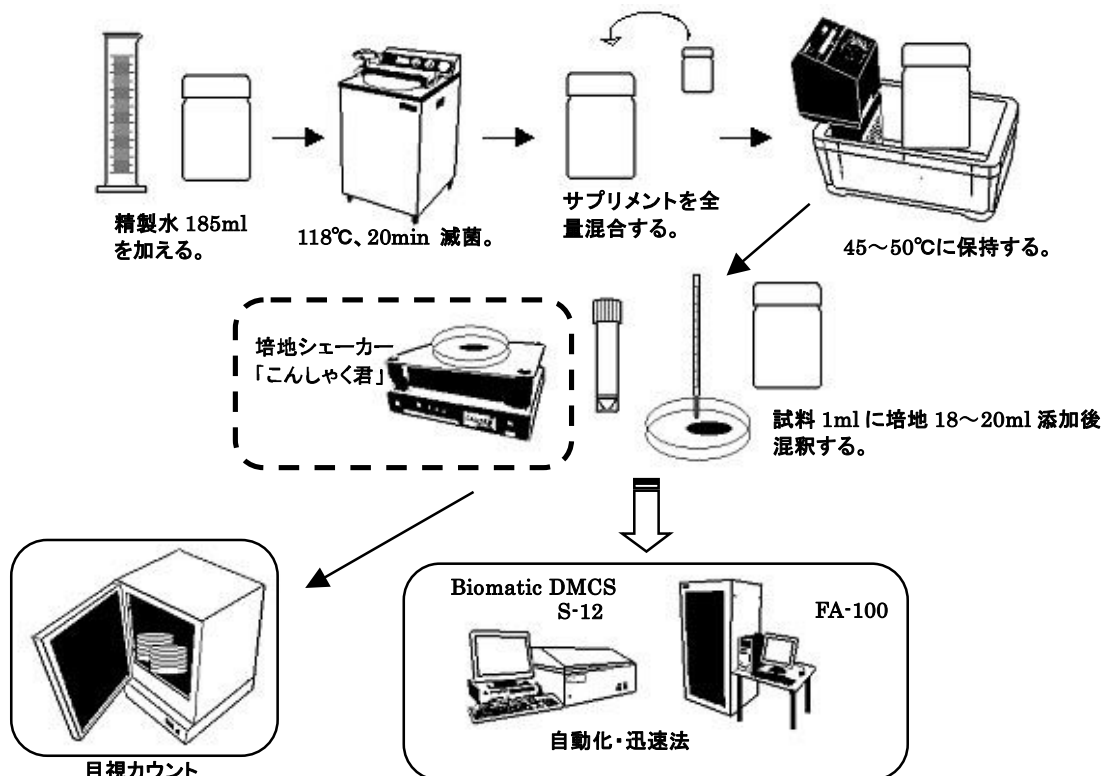 精製水 185ml
を加える。
118℃、20min 滅菌。
サプリメントを全
量混合する。
45～50℃に保持する。
培地シェーカー
「こんしゃく君」
試料 1ml に培地 18～20ml 添加後
混釈する。
Biomatic DMCS
S-12
FA-100
自動化・迅速法
目視カウント